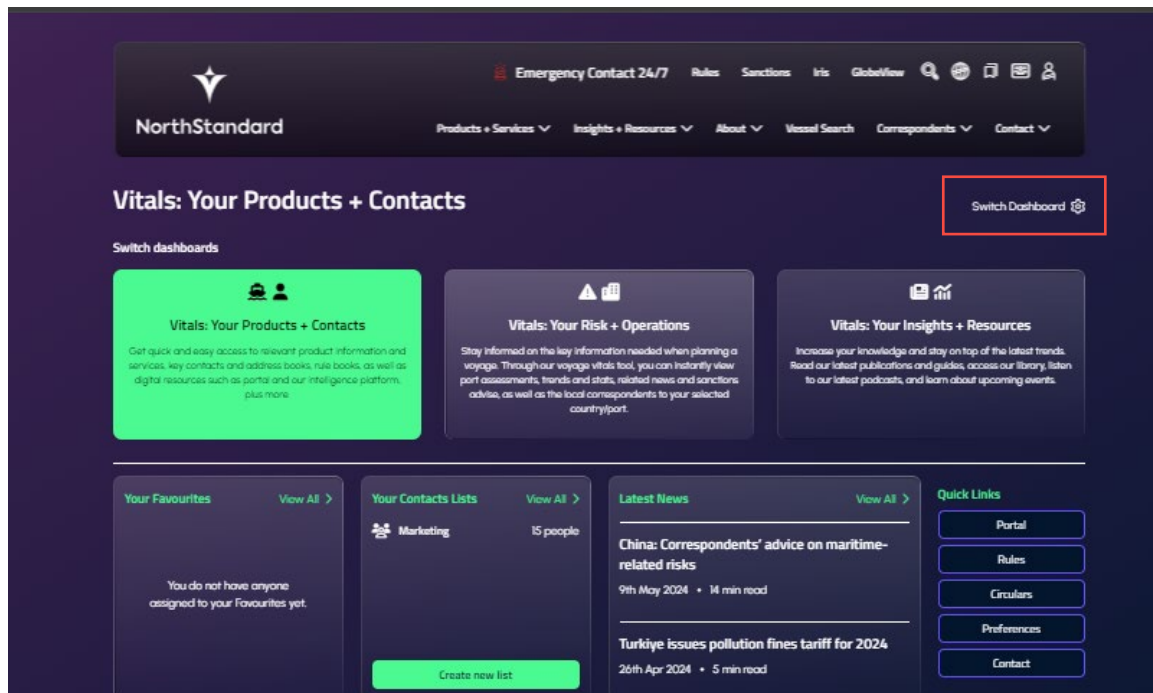 Emergency Contact 24/7 Rules Sanctions Iris GlobeView
NorthStandard
Products + Services Insights + Resources About Vessel Search Correspondents Contact
Vitals: Your Products + Contacts
Switch Dashboard
Switch dashboards
Vitals: Your Products + Contacts
Get quick and easy access to relevant product information and
services, key contacts and address books, rule books, as well as
digital resources such as portal and our intelligence platform,
plus more.
Vitals: Your Risk + Operations
Stay informed on the key information needed when planning a
voyage. Through our voyage vitals tool, you can instantly view
port assessments, trends and stats, related news and sanctions
advise, as well as the local correspondents to your selected
country/port.
Vitals: Your Insights + Resources
Increase your knowledge and stay on top of the latest trends.
Read our latest publications and guides, access our library, listen
to our latest podcasts, and learn about upcoming events.
Your Favourites View All >
You do not have anyone
assigned to your Favourites yet.
Your Contacts Lists View All >
Marketing 15 people
Create new list
Latest News View All >
China: Correspondents' advice on maritime-
related risks
9th May 2024 • 14 min read
Turkiye issues pollution fines tariff for 2024
26th Apr 2024 • 5 min read
Quick Links
Portal
Rules
Circulars
Preferences
Contact